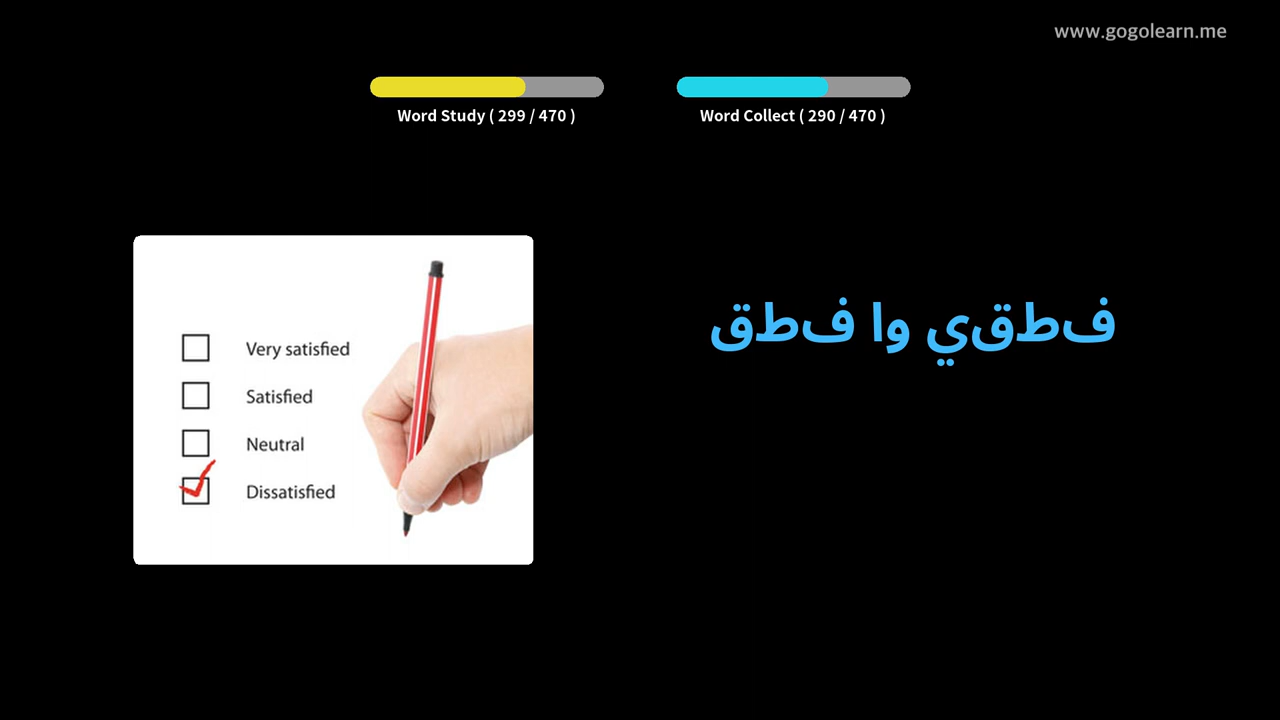 www.gogolearn.me
Word Study ( 299 / 470 )
Word Collect ( 290 / 470 )
فطقي وا فطق
Very satisfied
Satisfied
Neutral
Dissatisfied